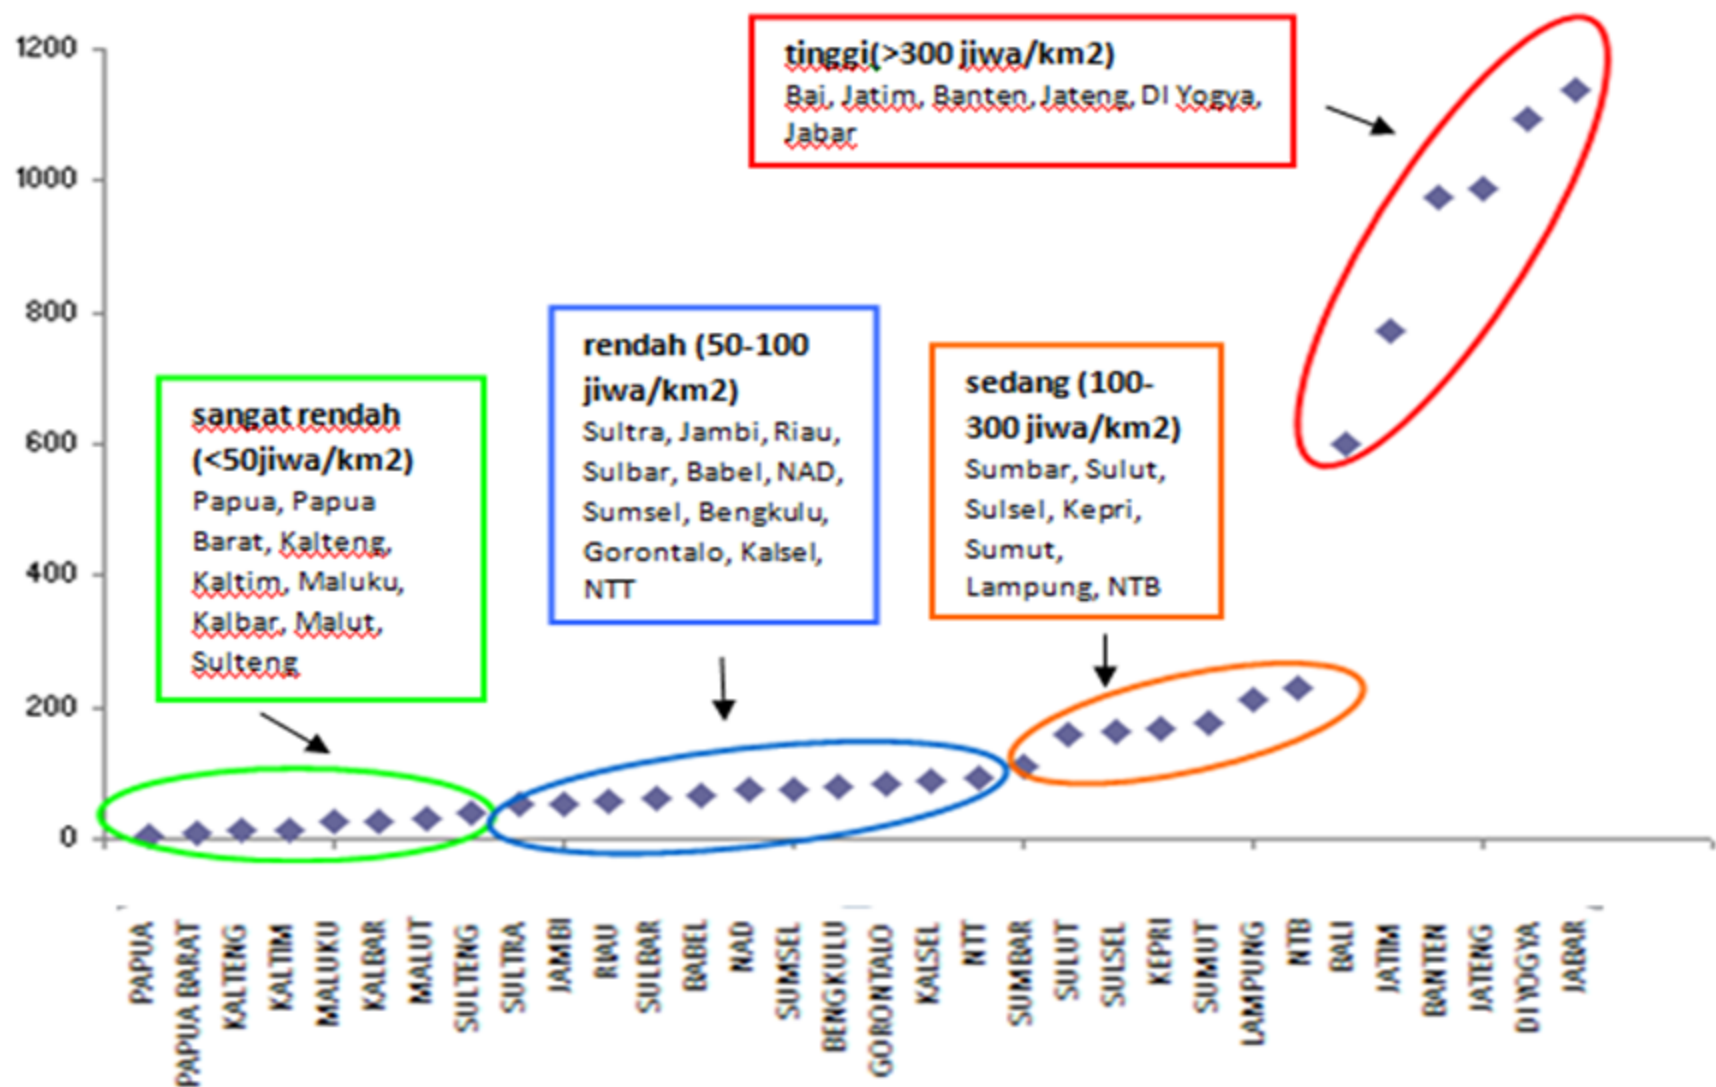 1200
1000
800
600
400
200
0
tinggi(>300 jiwa/km2)
Bai, Jatim, Banten, Jateng, DI Yogya,
Jabar
rendah (50-100
jiwa/km2)
Sultra, Jambi, Riau,
Sulbar, Babel, NAD,
Sumsel, Bengkulu,
Gorontalo, Kalsel,
NTT
sedang (100-
300 jiwa/km2)
Sumbar, Sulut,
Sulsel, Kepri,
Sumut,
Lampung, NTB
sangat rendah
(<50jiwa/km2)
Papua, Papua
Barat, Kalteng,
Kaltim, Maluku,
Kalbar, Malut,
Sulteng
PAPUA
PAPUA BARAT
KALTENG
KALTIM
MALUKU
KALBAR
MALUT
SULTENG
SULTRA
JAMBI
RIAU
SULBAR
BABEL
NAD
SUMSEL
BENGKULU
GORONTALO
KALSEL
NTT
SUMBAR
SULUT
SULSEL
KEPRI
SUMUT
LAMPUNG
NTB
BALI
JATIM
BANTEN
JATENG
DI YOGYA
JABAR